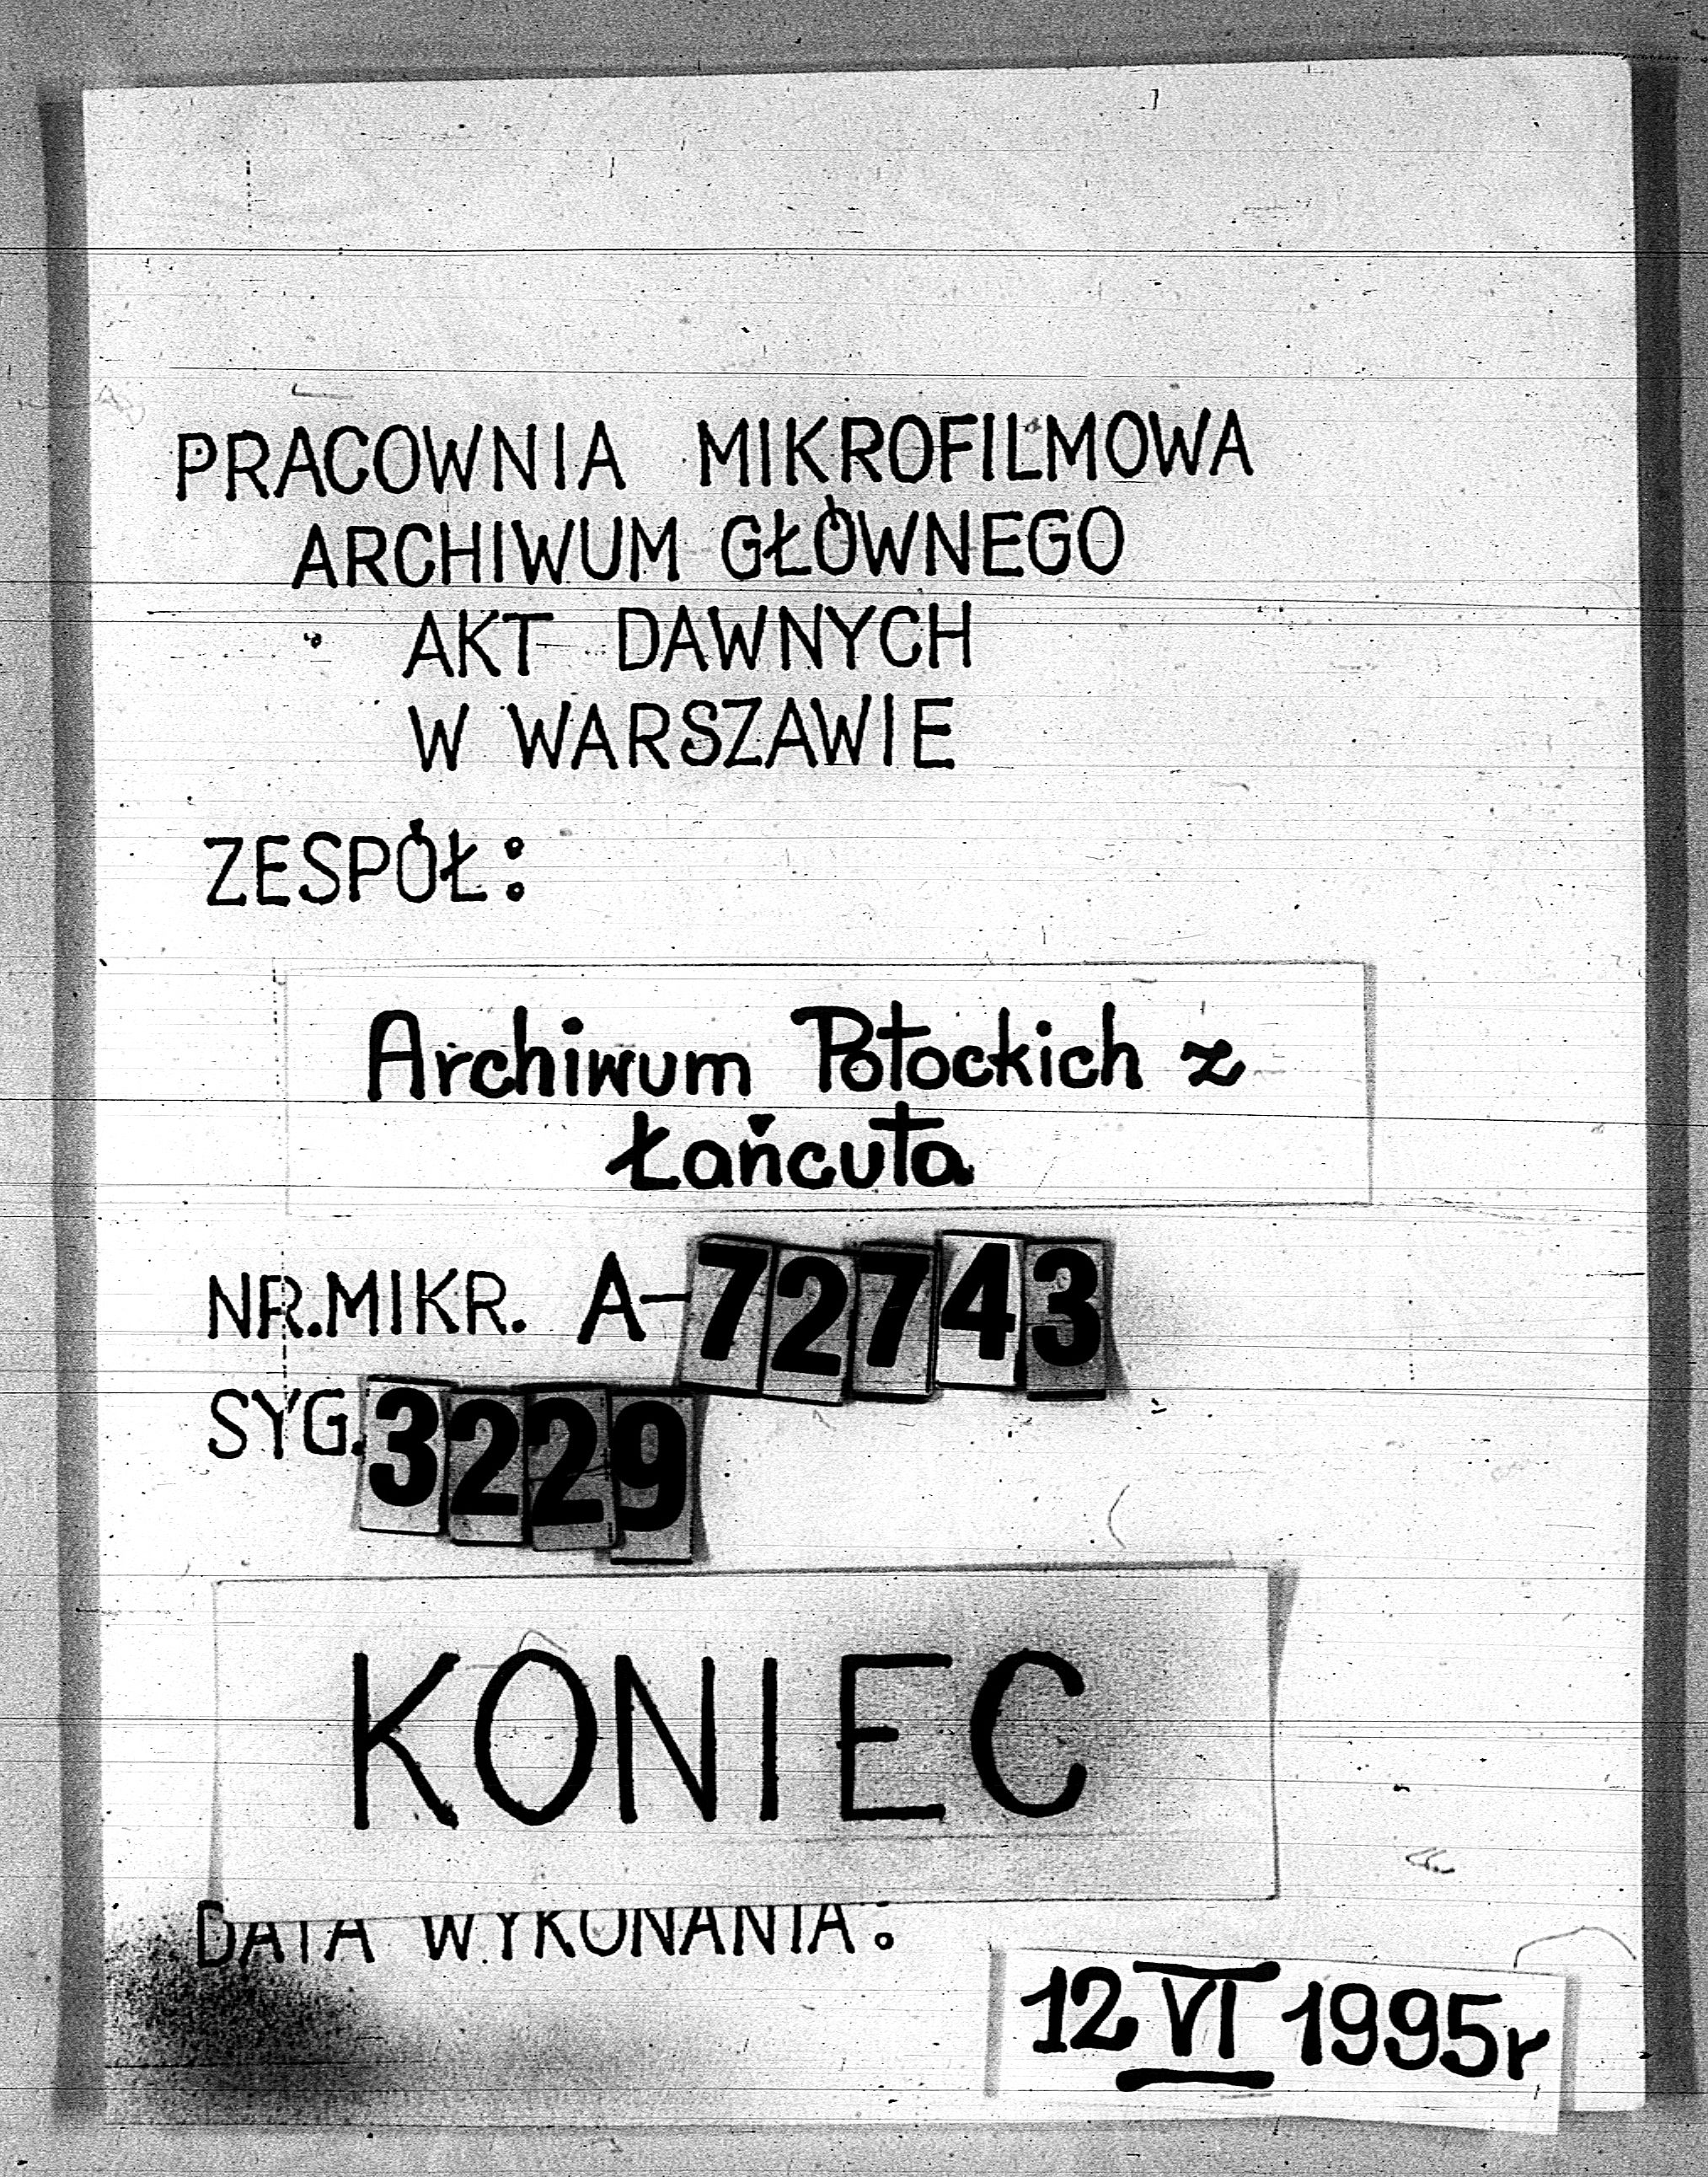 PRACOWNIA MIKROFILMOWA
ARCHIWUM GŁÓWNEGO
AKT DAWNYCH
W WARSZAWIE
ZESPÓŁ:
Archiwum Potockich z
Łańcuta
NR.MIKR. A-72743
SYG. 3229
KONIEC
DATA WYKONANIA:
12 VI 1995r